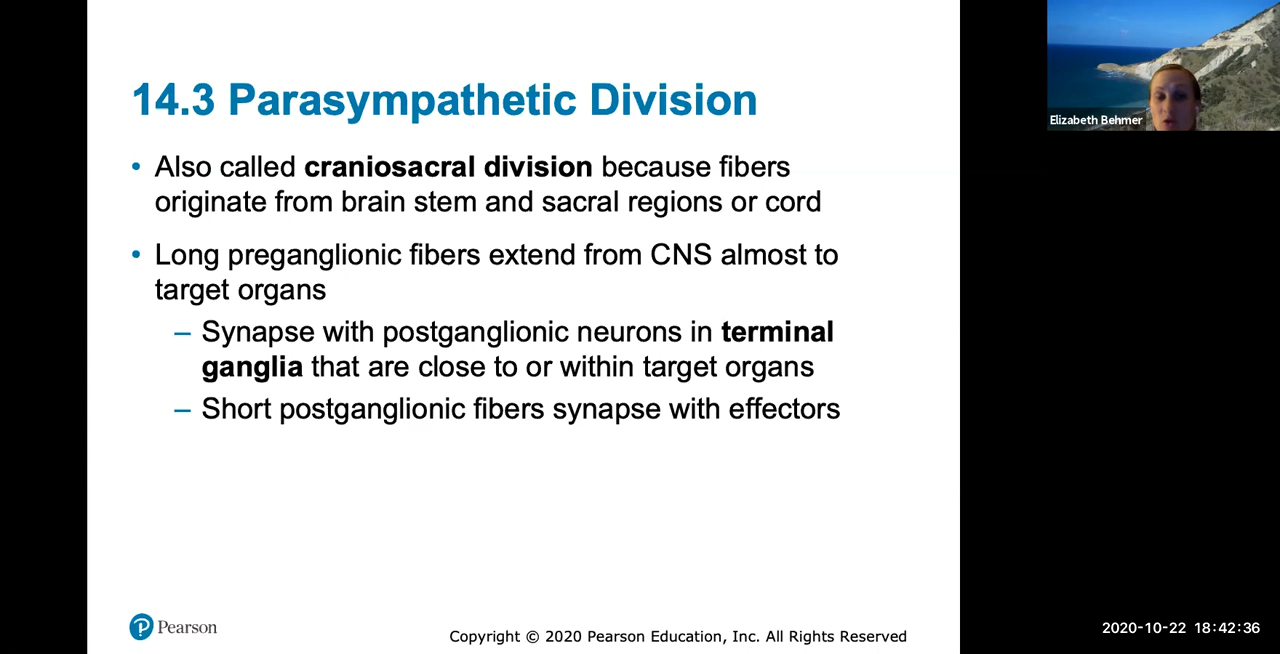 14.3 Parasympathetic Division
• Also called craniosacral division because fibers
originate from brain stem and sacral regions or cord
• Long preganglionic fibers extend from CNS almost to
target organs
– Synapse with postganglionic neurons in terminal
ganglia that are close to or within target organs
– Short postganglionic fibers synapse with effectors
Pearson
Copyright © 2020 Pearson Education, Inc. All Rights Reserved
Elizabeth Behmer
2020-10-22 18:42:36